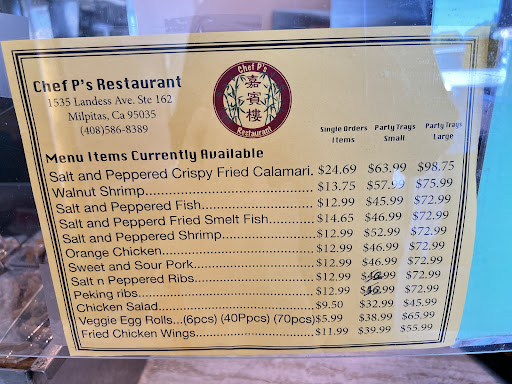 Chef P's Restaurant
1535 Landess Ave. Ste 162
Milpitas, Ca 95035
(408)586-8389
Chef P's
嘉賓樓
Restaurant
Single Orders Party Trays Party Trays
Items Small Large
Menu Items Currently Available
Salt and Peppered Crispy Fried Calamari. $24.69 $63.99 $98.75
Walnut Shrimp........................................ $13.75 $57.99 $75.99
Salt and Peppered Fish........................... $12.99 $45.99 $72.99
Salt and Pepperd Fried Smelt Fish........... $14.65 $46.99 $72.99
Salt and Peppered Shrimp....................... $12.99 $52.99 $72.99
Orange Chicken...................................... $12.99 $46.99 $72.99
Sweet and Sour Pork............................... $12.99 $46.99 $72.99
Salt n Peppered Ribs............................... $12.99 $46.99 $72.99
Peking ribs.............................................. $12.99 $46.99 $72.99
Chicken Salad......................................... $9.50 $32.99 $45.99
Veggie Egg Rolls...(6pcs) (40Ppcs) (70pcs)$5.99 $38.99 $65.99
Fried Chicken Wings................................ $11.99 $39.99 $55.99